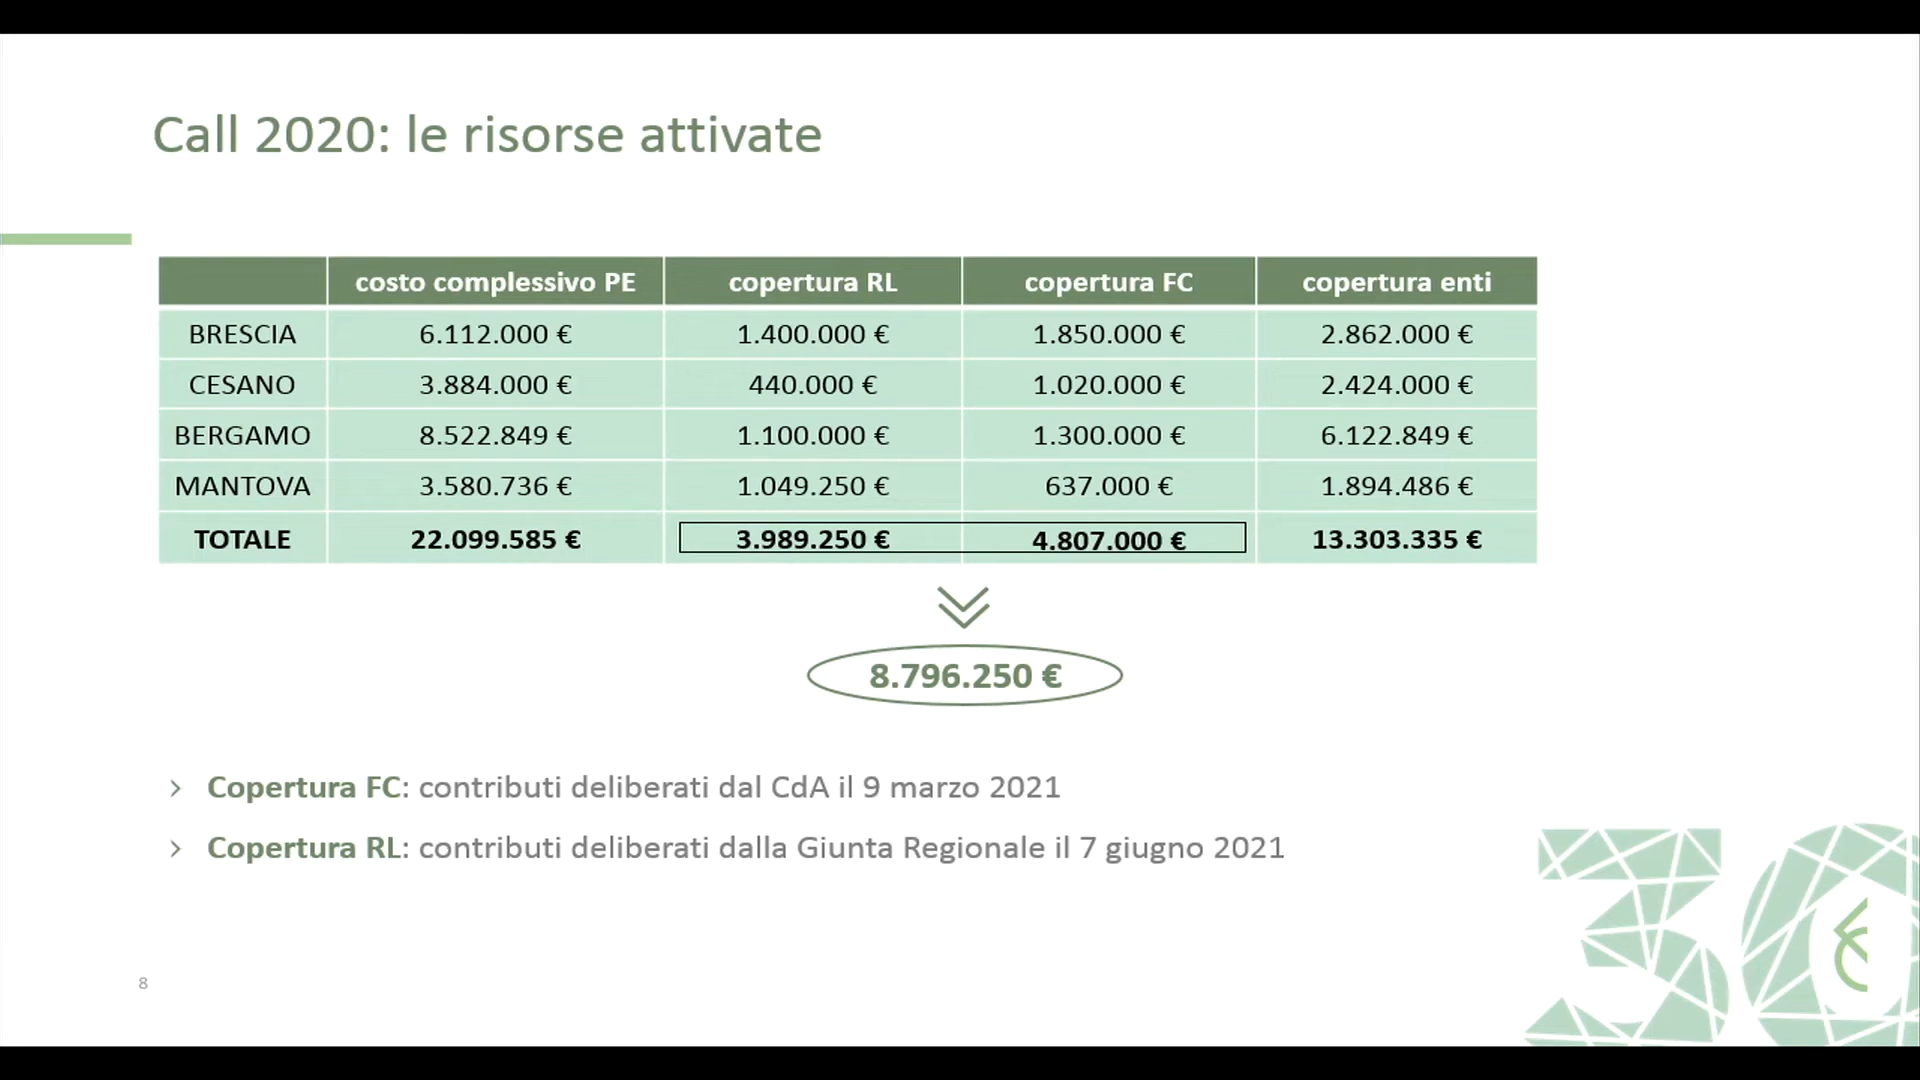 Call 2020: le risorse attivate
costo complessivo PE copertura RL copertura FC copertura enti
BRESCIA 6.112.000 € 1.400.000 € 1.850.000 € 2.862.000 €
CESANO 3.884.000 € 440.000 € 1.020.000 € 2.424.000 €
BERGAMO 8.522.849 € 1.100.000 € 1.300.000 € 6.122.849 €
MANTOVA 3.580.736 € 1.049.250 € 637.000 € 1.894.486 €
TOTALE 22.099.585 € 3.989.250 € 4.807.000 € 13.303.335 €
8.796.250 €
› Copertura FC: contributi deliberati dal CdA il 9 marzo 2021
› Copertura RL: contributi deliberati dalla Giunta Regionale il 7 giugno 2021
30
8